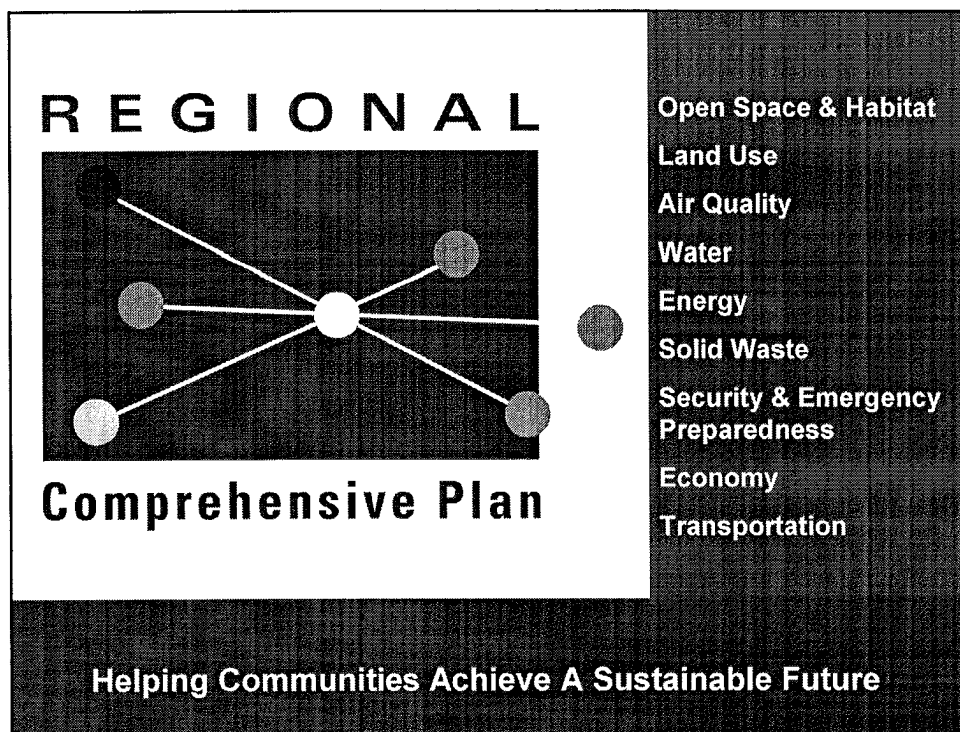 REGIONAL
Comprehensive Plan
Open Space & Habitat
Land Use
Air Quality
Water
Energy
Solid Waste
Security & Emergency
Preparedness
Economy
Transportation
Helping Communities Achieve A Sustainable Future